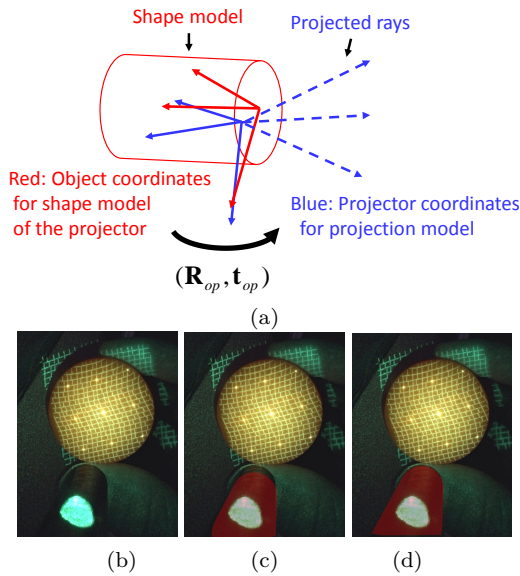 Shape model
Projected rays
Red: Object coordinates
for shape model
of the projector
Blue: Projector coordinates
for projection model
(R_op, t_op)
(a)
(b)
(c)
(d)